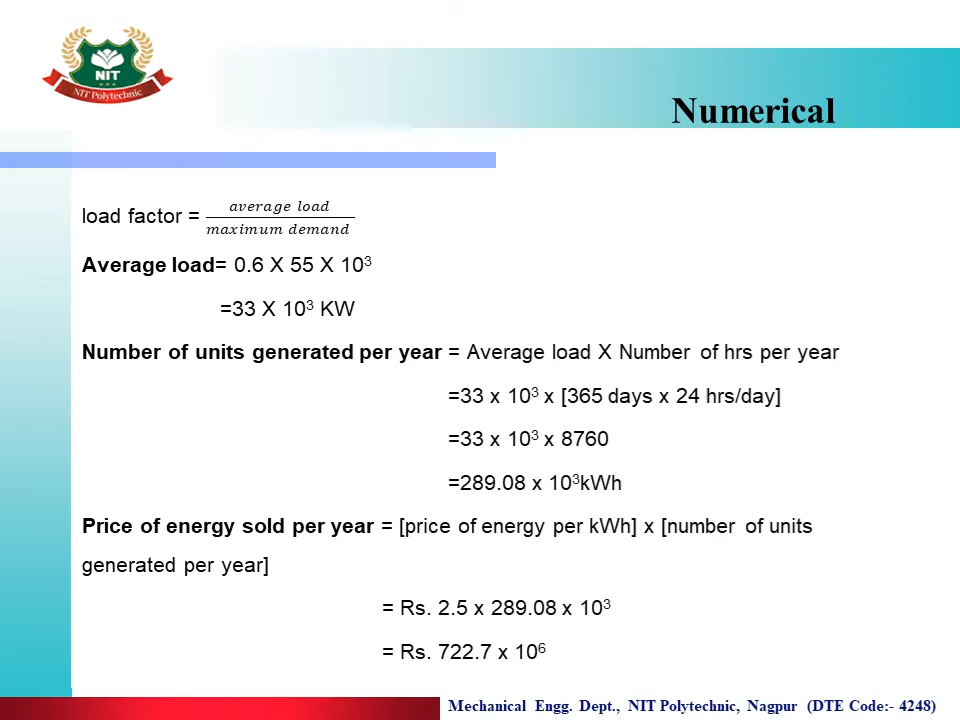 NIT
NIT Polytechnic
Numerical
load factor = average load / maximum demand
Average load= 0.6 X 55 X 10³
=33 X 10³ KW
Number of units generated per year = Average load X Number of hrs per year
=33 x 10³ x [365 days x 24 hrs/day]
=33 x 10³ x 8760
=289.08 x 10³kWh
Price of energy sold per year = [price of energy per kWh] x [number of units
generated per year]
= Rs. 2.5 x 289.08 x 10³
= Rs. 722.7 x 10⁶
Mechanical Engg. Dept., NIT Polytechnic, Nagpur (DTE Code:- 4248)